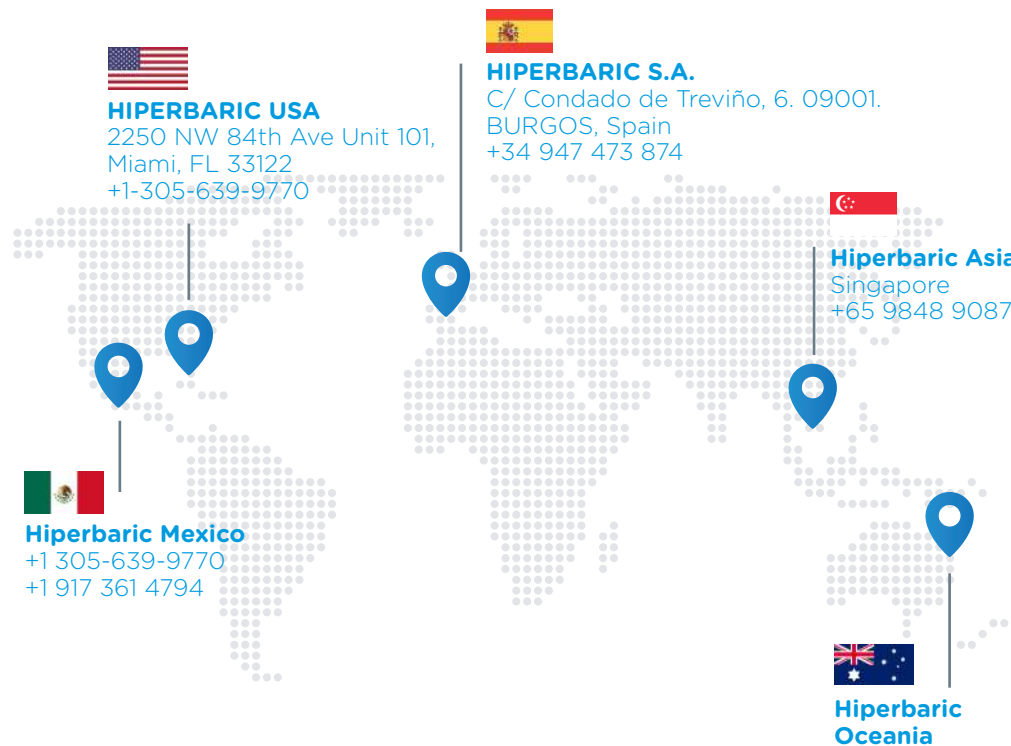 HIPERBARIC USA
2250 NW 84th Ave Unit 101,
Miami, FL 33122
+1-305-639-9770
HIPERBARIC S.A.
C/ Condado de Treviño, 6. 09001.
BURGOS, Spain
+34 947 473 874
Hiperbaric Asia
Singapore
+65 9848 9087
Hiperbaric Mexico
+1 305-639-9770
+1 917 361 4794
Hiperbaric
Oceania